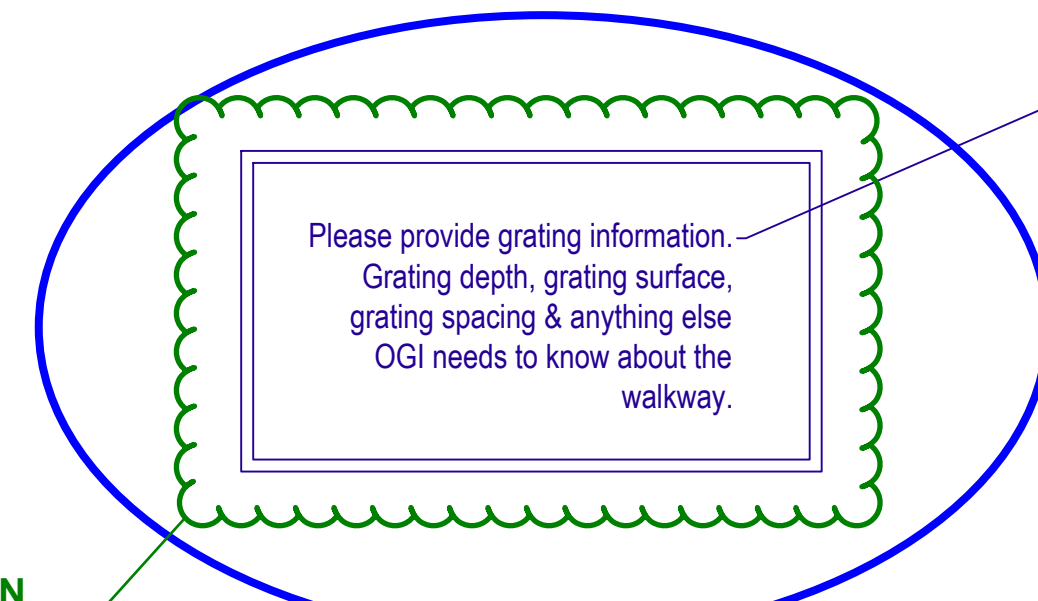 Please provide grating information.
Grating depth, grating surface,
grating spacing & anything else
OGI needs to know about the
walkway.
N